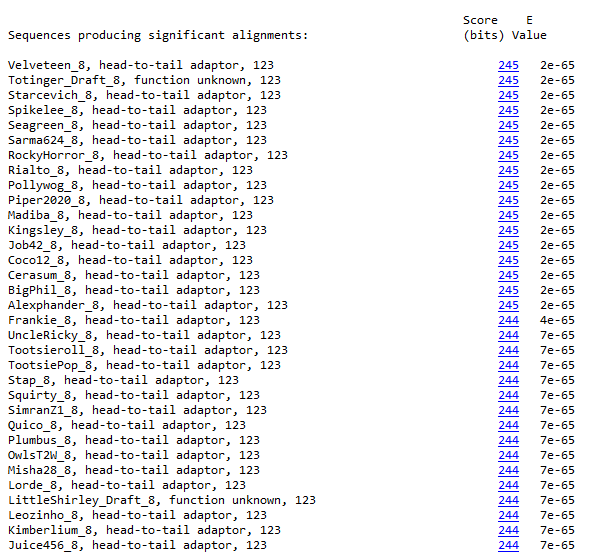 Score E
Sequences producing significant alignments: (bits) Value
Velveteen_8, head-to-tail adaptor, 123 245 2e-65
Totinger_Draft_8, function unknown, 123 245 2e-65
Starcevich_8, head-to-tail adaptor, 123 245 2e-65
Spikelee_8, head-to-tail adaptor, 123 245 2e-65
Seagreen_8, head-to-tail adaptor, 123 245 2e-65
Sarma624_8, head-to-tail adaptor, 123 245 2e-65
RockyHorror_8, head-to-tail adaptor, 123 245 2e-65
Rialto_8, head-to-tail adaptor, 123 245 2e-65
Pollywog_8, head-to-tail adaptor, 123 245 2e-65
Piper2020_8, head-to-tail adaptor, 123 245 2e-65
Madiba_8, head-to-tail adaptor, 123 245 2e-65
Kingsley_8, head-to-tail adaptor, 123 245 2e-65
Job42_8, head-to-tail adaptor, 123 245 2e-65
Coco12_8, head-to-tail adaptor, 123 245 2e-65
Cerasum_8, head-to-tail adaptor, 123 245 2e-65
BigPhil_8, head-to-tail adaptor, 123 245 2e-65
Alexphander_8, head-to-tail adaptor, 123 245 2e-65
Frankie_8, head-to-tail adaptor, 123 244 4e-65
UncleRicky_8, head-to-tail adaptor, 123 244 7e-65
Tootsieroll_8, head-to-tail adaptor, 123 244 7e-65
TootsiePop_8, head-to-tail adaptor, 123 244 7e-65
Stap_8, head-to-tail adaptor, 123 244 7e-65
Squirty_8, head-to-tail adaptor, 123 244 7e-65
SimranZ1_8, head-to-tail adaptor, 123 244 7e-65
Quico_8, head-to-tail adaptor, 123 244 7e-65
Plumbus_8, head-to-tail adaptor, 123 244 7e-65
OwlsT2W_8, head-to-tail adaptor, 123 244 7e-65
Misha28_8, head-to-tail adaptor, 123 244 7e-65
Lorde_8, head-to-tail adaptor, 123 244 7e-65
LittleShirley_Draft_8, function unknown, 123 244 7e-65
Leozinho_8, head-to-tail adaptor, 123 244 7e-65
Kimberlium_8, head-to-tail adaptor, 123 244 7e-65
Juice456_8, head-to-tail adaptor, 123 244 7e-65